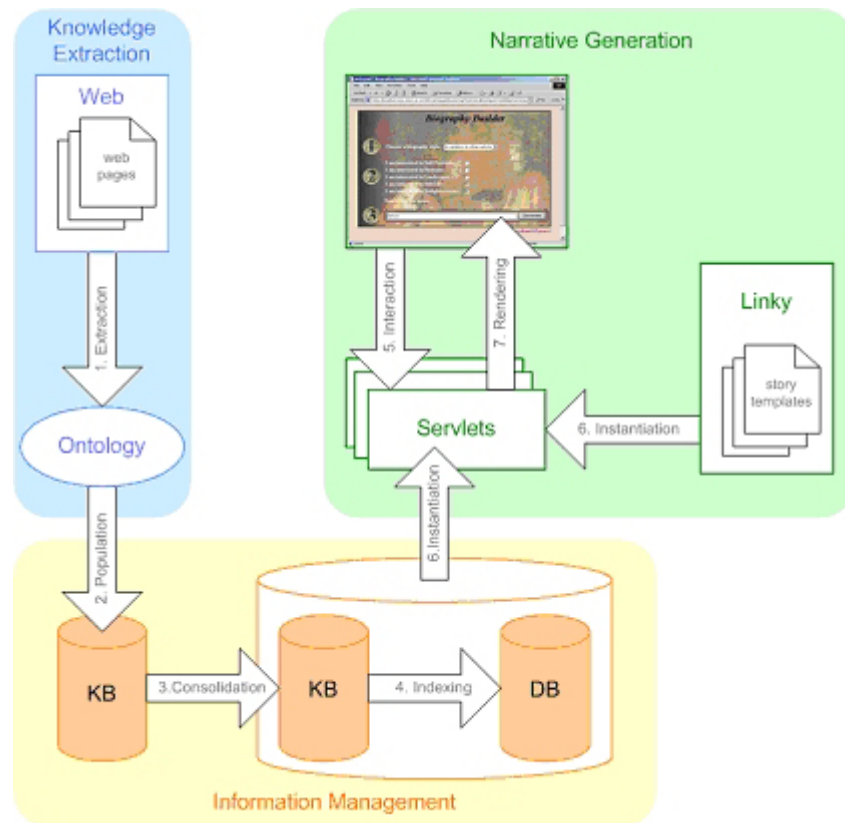 Knowledge
Extraction
Web
web
pages
1. Extraction
Ontology
2. Population
Narrative Generation
Biography Builder
5. Interaction
7. Rendering
Servlets
Linky
story
templates
6. Instantiation
6.Instantiation
KB
3.Consolidation
KB
4. Indexing
DB
Information Management